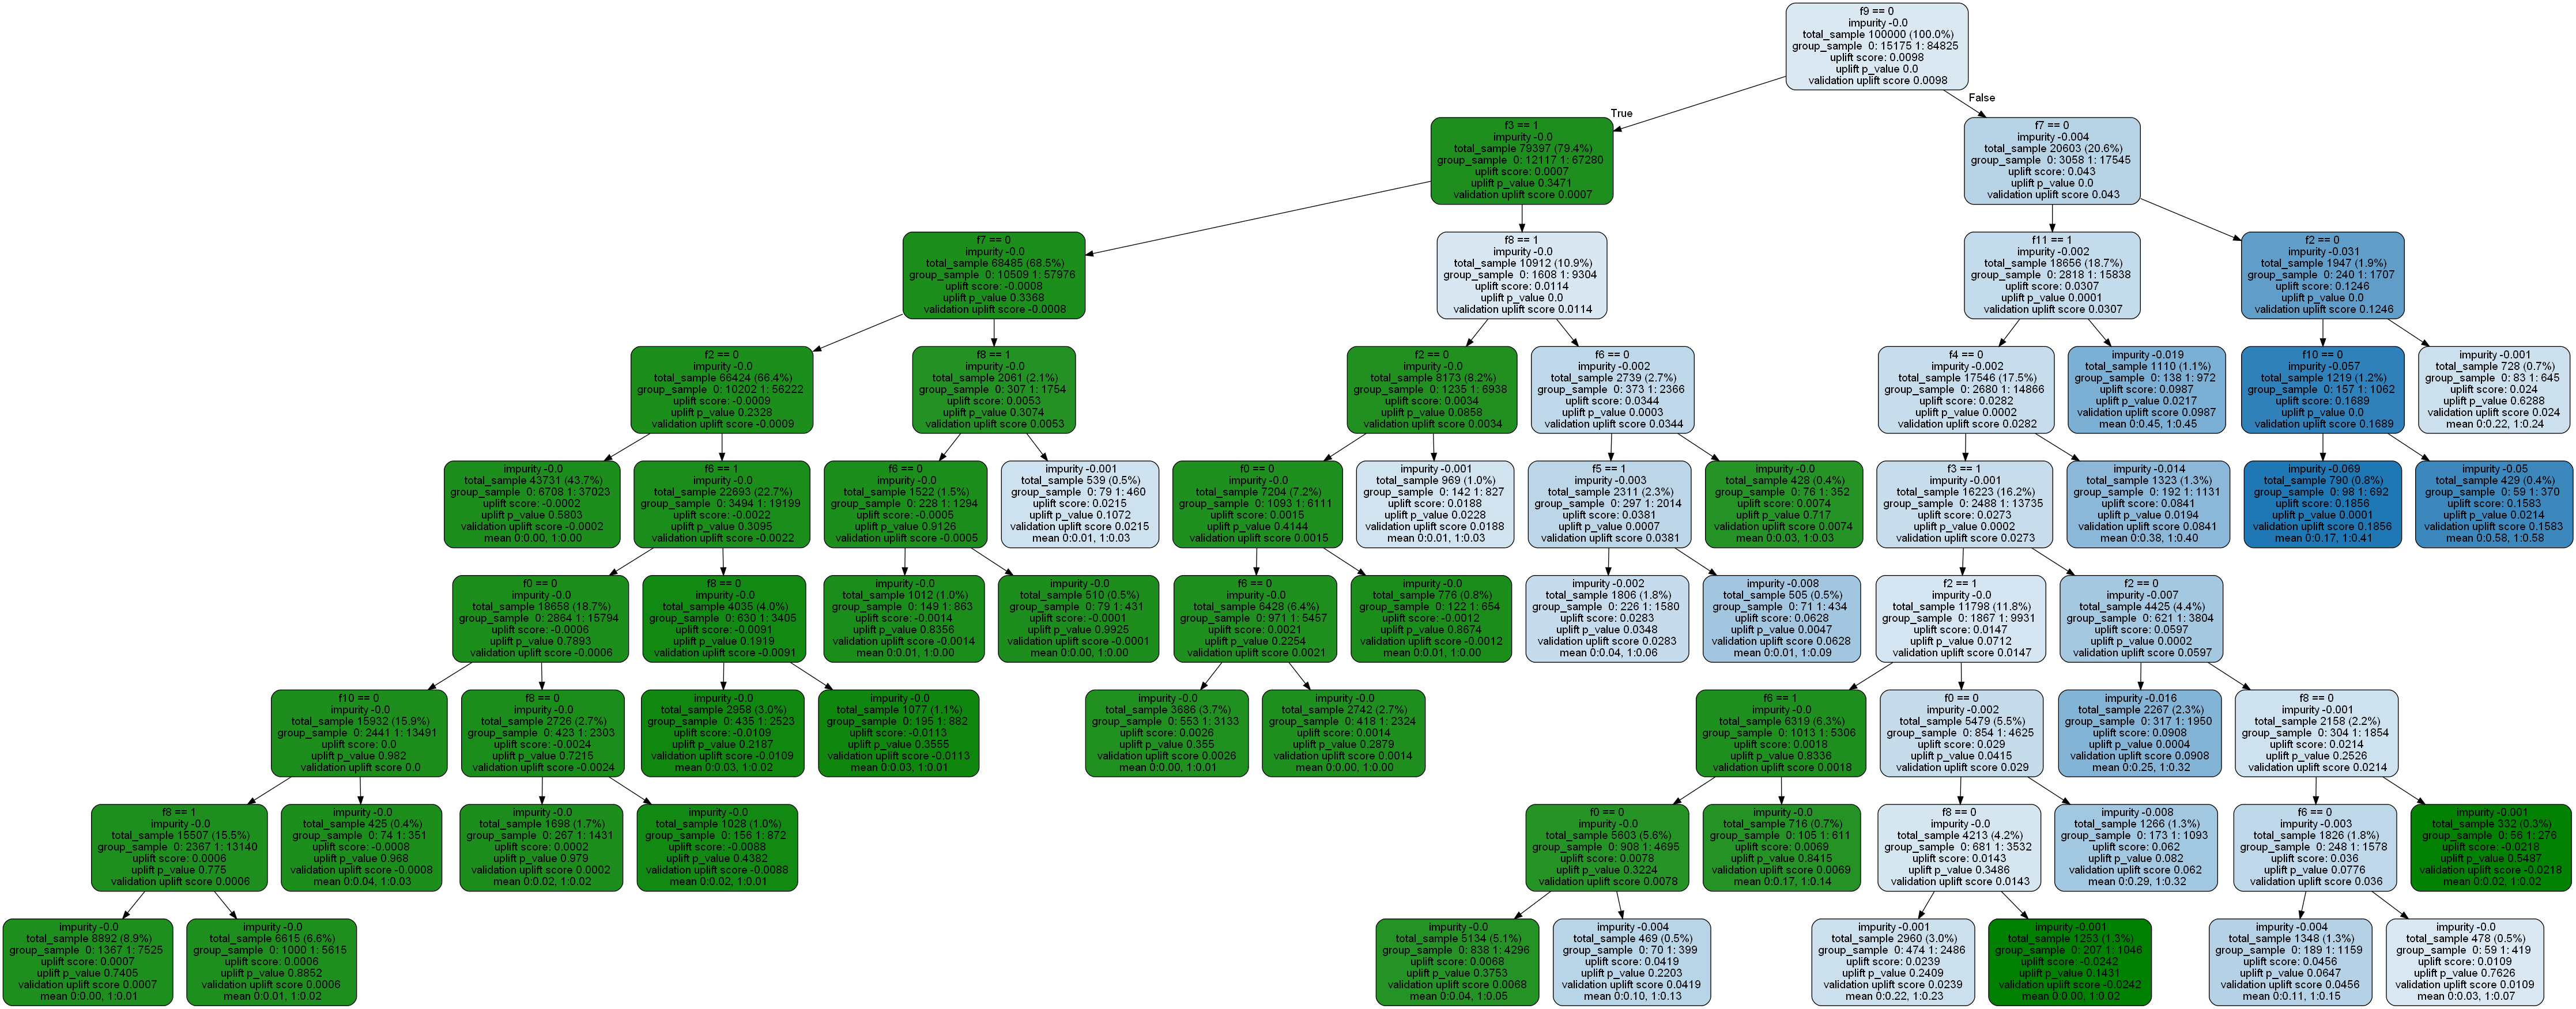 f9 == 0
impurity -0.0
total_sample 100000 (100.0%)
group_sample 0: 15175 1: 84825
uplift score: 0.0098
uplift p_value 0.0
validation uplift score 0.0098
True
False
f3 == 1
impurity -0.0
total_sample 79397 (79.4%)
group_sample 0: 12117 1: 67280
uplift score: 0.0007
uplift p_value 0.3471
validation uplift score 0.0007
f7 == 0
impurity -0.004
total_sample 20603 (20.6%)
group_sample 0: 3058 1: 17545
uplift score: 0.043
uplift p_value 0.0
validation uplift score 0.043
f7 == 0
impurity -0.0
total_sample 68485 (68.5%)
group_sample 0: 10509 1: 57976
uplift score: -0.0008
uplift p_value 0.3368
validation uplift score -0.0008
f8 == 1
impurity -0.0
total_sample 10912 (10.9%)
group_sample 0: 1608 1: 9304
uplift score: 0.0114
uplift p_value 0.0
validation uplift score 0.0114
f11 == 1
impurity -0.002
total_sample 18656 (18.7%)
group_sample 0: 2818 1: 15838
uplift score: 0.0307
uplift p_value 0.0001
validation uplift score 0.0307
f2 == 0
impurity -0.031
total_sample 1947 (1.9%)
group_sample 0: 240 1: 1707
uplift score: 0.1246
uplift p_value 0.0
validation uplift score 0.1246
f2 == 0
impurity -0.0
total_sample 66424 (66.4%)
group_sample 0: 10202 1: 56222
uplift score: -0.0009
uplift p_value 0.2328
validation uplift score -0.0009
f8 == 1
impurity -0.0
total_sample 2061 (2.1%)
group_sample 0: 307 1: 1754
uplift score: 0.0053
uplift p_value 0.3074
validation uplift score 0.0053
f2 == 0
impurity -0.0
total_sample 8173 (8.2%)
group_sample 0: 1235 1: 6938
uplift score: 0.0034
uplift p_value 0.0858
validation uplift score 0.0034
f6 == 0
impurity -0.002
total_sample 2739 (2.7%)
group_sample 0: 373 1: 2366
uplift score: 0.0344
uplift p_value 0.0003
validation uplift score 0.0344
f4 == 0
impurity -0.002
total_sample 17546 (17.5%)
group_sample 0: 2680 1: 14866
uplift score: 0.0282
uplift p_value 0.0002
validation uplift score 0.0282
impurity -0.019
total_sample 1110 (1.1%)
group_sample 0: 138 1: 972
uplift score: 0.0987
uplift p_value 0.0217
validation uplift score 0.0987
mean 0:0.45, 1:0.45
f10 == 0
impurity -0.057
total_sample 1219 (1.2%)
group_sample 0: 157 1: 1062
uplift score: 0.1689
uplift p_value 0.0
validation uplift score 0.1689
impurity -0.001
total_sample 728 (0.7%)
group_sample 0: 83 1: 645
uplift score: 0.024
uplift p_value 0.6288
validation uplift score 0.024
mean 0:0.22, 1:0.24
impurity -0.0
total_sample 43731 (43.7%)
group_sample 0: 6708 1: 37023
uplift score: -0.0002
uplift p_value 0.5803
validation uplift score -0.0002
mean 0:0.00, 1:0.00
f6 == 1
impurity -0.0
total_sample 22693 (22.7%)
group_sample 0: 3494 1: 19199
uplift score: -0.0022
uplift p_value 0.3095
validation uplift score -0.0022
f6 == 0
impurity -0.0
total_sample 1522 (1.5%)
group_sample 0: 228 1: 1294
uplift score: -0.0005
uplift p_value 0.9126
validation uplift score -0.0005
impurity -0.001
total_sample 539 (0.5%)
group_sample 0: 79 1: 460
uplift score: 0.0215
uplift p_value 0.1072
validation uplift score 0.0215
mean 0:0.01, 1:0.03
f0 == 0
impurity -0.0
total_sample 7204 (7.2%)
group_sample 0: 1093 1: 6111
uplift score: 0.0015
uplift p_value 0.4144
validation uplift score 0.0015
impurity -0.001
total_sample 969 (1.0%)
group_sample 0: 142 1: 827
uplift score: 0.0188
uplift p_value 0.0228
validation uplift score 0.0188
mean 0:0.01, 1:0.03
f5 == 1
impurity -0.003
total_sample 2311 (2.3%)
group_sample 0: 297 1: 2014
uplift score: 0.0381
uplift p_value 0.0007
validation uplift score 0.0381
impurity -0.0
total_sample 428 (0.4%)
group_sample 0: 76 1: 352
uplift score: 0.0074
uplift p_value 0.717
validation uplift score 0.0074
mean 0:0.03, 1:0.03
f3 == 1
impurity -0.001
total_sample 16223 (16.2%)
group_sample 0: 2488 1: 13735
uplift score: 0.0273
uplift p_value 0.0002
validation uplift score 0.0273
impurity -0.014
total_sample 1323 (1.3%)
group_sample 0: 192 1: 1131
uplift score: 0.0841
uplift p_value 0.0194
validation uplift score 0.0841
mean 0:0.38, 1:0.40
impurity -0.069
total_sample 790 (0.8%)
group_sample 0: 98 1: 692
uplift score: 0.1856
uplift p_value 0.0001
validation uplift score 0.1856
mean 0:0.17, 1:0.41
impurity -0.05
total_sample 429 (0.4%)
group_sample 0: 59 1: 370
uplift score: 0.1583
uplift p_value 0.0214
validation uplift score 0.1583
mean 0:0.58, 1:0.58
f0 == 0
impurity -0.0
total_sample 18658 (18.7%)
group_sample 0: 2864 1: 15794
uplift score: -0.0006
uplift p_value 0.7893
validation uplift score -0.0006
f8 == 0
impurity -0.0
total_sample 4035 (4.0%)
group_sample 0: 630 1: 3405
uplift score: -0.0091
uplift p_value 0.1919
validation uplift score -0.0091
impurity -0.0
total_sample 1012 (1.0%)
group_sample 0: 149 1: 863
uplift score: -0.0014
uplift p_value 0.8356
validation uplift score -0.0014
mean 0:0.01, 1:0.00
impurity -0.0
total_sample 510 (0.5%)
group_sample 0: 79 1: 431
uplift score: -0.0001
uplift p_value 0.9925
validation uplift score -0.0001
mean 0:0.00, 1:0.00
f6 == 0
impurity -0.0
total_sample 6428 (6.4%)
group_sample 0: 971 1: 5457
uplift score: 0.0021
uplift p_value 0.2254
validation uplift score 0.0021
impurity -0.0
total_sample 776 (0.8%)
group_sample 0: 122 1: 654
uplift score: -0.0012
uplift p_value 0.8674
validation uplift score -0.0012
mean 0:0.01, 1:0.00
impurity -0.002
total_sample 1806 (1.8%)
group_sample 0: 226 1: 1580
uplift score: 0.0283
uplift p_value 0.0348
validation uplift score 0.0283
mean 0:0.04, 1:0.06
impurity -0.008
total_sample 505 (0.5%)
group_sample 0: 71 1: 434
uplift score: 0.0628
uplift p_value 0.0047
validation uplift score 0.0628
mean 0:0.01, 1:0.09
f2 == 1
impurity -0.0
total_sample 11798 (11.8%)
group_sample 0: 1867 1: 9931
uplift score: 0.0147
uplift p_value 0.0712
validation uplift score 0.0147
f2 == 0
impurity -0.007
total_sample 4425 (4.4%)
group_sample 0: 621 1: 3804
uplift score: 0.0597
uplift p_value 0.0002
validation uplift score 0.0597
f10 == 0
impurity -0.0
total_sample 15932 (15.9%)
group_sample 0: 2441 1: 13491
uplift score: 0.0
uplift p_value 0.982
validation uplift score 0.0
f8 == 0
impurity -0.0
total_sample 2726 (2.7%)
group_sample 0: 423 1: 2303
uplift score: -0.0024
uplift p_value 0.7215
validation uplift score -0.0024
impurity -0.0
total_sample 2958 (3.0%)
group_sample 0: 435 1: 2523
uplift score: -0.0109
uplift p_value 0.2187
validation uplift score -0.0109
mean 0:0.03, 1:0.02
impurity -0.0
total_sample 1077 (1.1%)
group_sample 0: 195 1: 882
uplift score: -0.0113
uplift p_value 0.3555
validation uplift score -0.0113
mean 0:0.03, 1:0.01
impurity -0.0
total_sample 3686 (3.7%)
group_sample 0: 553 1: 3133
uplift score: 0.0026
uplift p_value 0.355
validation uplift score 0.0026
mean 0:0.00, 1:0.01
impurity -0.0
total_sample 2742 (2.7%)
group_sample 0: 418 1: 2324
uplift score: 0.0014
uplift p_value 0.2879
validation uplift score 0.0014
mean 0:0.00, 1:0.00
f6 == 1
impurity -0.0
total_sample 6319 (6.3%)
group_sample 0: 1013 1: 5306
uplift score: 0.0018
uplift p_value 0.8336
validation uplift score 0.0018
f0 == 0
impurity -0.002
total_sample 5479 (5.5%)
group_sample 0: 854 1: 4625
uplift score: 0.029
uplift p_value 0.0415
validation uplift score 0.029
impurity -0.016
total_sample 2267 (2.3%)
group_sample 0: 317 1: 1950
uplift score: 0.0908
uplift p_value 0.0004
validation uplift score 0.0908
mean 0:0.25, 1:0.32
f8 == 0
impurity -0.001
total_sample 2158 (2.2%)
group_sample 0: 304 1: 1854
uplift score: 0.0214
uplift p_value 0.2526
validation uplift score 0.0214
f8 == 1
impurity -0.0
total_sample 15507 (15.5%)
group_sample 0: 2367 1: 13140
uplift score: 0.0006
uplift p_value 0.775
validation uplift score 0.0006
impurity -0.0
total_sample 425 (0.4%)
group_sample 0: 74 1: 351
uplift score: -0.0008
uplift p_value 0.968
validation uplift score -0.0008
mean 0:0.04, 1:0.03
impurity -0.0
total_sample 1698 (1.7%)
group_sample 0: 267 1: 1431
uplift score: 0.0002
uplift p_value 0.979
validation uplift score 0.0002
mean 0:0.02, 1:0.02
impurity -0.0
total_sample 1028 (1.0%)
group_sample 0: 156 1: 872
uplift score: -0.0088
uplift p_value 0.4382
validation uplift score -0.0088
mean 0:0.02, 1:0.01
f0 == 0
impurity -0.0
total_sample 5603 (5.6%)
group_sample 0: 908 1: 4695
uplift score: 0.0078
uplift p_value 0.3224
validation uplift score 0.0078
impurity -0.0
total_sample 716 (0.7%)
group_sample 0: 105 1: 611
uplift score: 0.0069
uplift p_value 0.8415
validation uplift score 0.0069
mean 0:0.17, 1:0.14
f8 == 0
impurity -0.0
total_sample 4213 (4.2%)
group_sample 0: 681 1: 3532
uplift score: 0.0143
uplift p_value 0.3486
validation uplift score 0.0143
impurity -0.008
total_sample 1266 (1.3%)
group_sample 0: 173 1: 1093
uplift score: 0.062
uplift p_value 0.082
validation uplift score 0.062
mean 0:0.29, 1:0.32
f6 == 0
impurity -0.003
total_sample 1826 (1.8%)
group_sample 0: 248 1: 1578
uplift score: 0.036
uplift p_value 0.0776
validation uplift score 0.036
impurity -0.001
total_sample 332 (0.3%)
group_sample 0: 56 1: 276
uplift score: -0.0218
uplift p_value 0.5487
validation uplift score -0.0218
mean 0:0.02, 1:0.02
impurity -0.0
total_sample 8892 (8.9%)
group_sample 0: 1367 1: 7525
uplift score: 0.0007
uplift p_value 0.7405
validation uplift score 0.0007
mean 0:0.00, 1:0.01
impurity -0.0
total_sample 6615 (6.6%)
group_sample 0: 1000 1: 5615
uplift score: 0.0006
uplift p_value 0.8852
validation uplift score 0.0006
mean 0:0.01, 1:0.02
impurity -0.0
total_sample 5134 (5.1%)
group_sample 0: 838 1: 4296
uplift score: 0.0068
uplift p_value 0.3753
validation uplift score 0.0068
mean 0:0.04, 1:0.05
impurity -0.004
total_sample 469 (0.5%)
group_sample 0: 70 1: 399
uplift score: 0.0419
uplift p_value 0.2203
validation uplift score 0.0419
mean 0:0.10, 1:0.13
impurity -0.001
total_sample 2960 (3.0%)
group_sample 0: 474 1: 2486
uplift score: 0.0239
uplift p_value 0.2409
validation uplift score 0.0239
mean 0:0.22, 1:0.23
impurity -0.001
total_sample 1253 (1.3%)
group_sample 0: 207 1: 1046
uplift score: -0.0242
uplift p_value 0.1431
validation uplift score -0.0242
mean 0:0.00, 1:0.02
impurity -0.004
total_sample 1348 (1.3%)
group_sample 0: 189 1: 1159
uplift score: 0.0456
uplift p_value 0.0647
validation uplift score 0.0456
mean 0:0.11, 1:0.15
impurity -0.0
total_sample 478 (0.5%)
group_sample 0: 59 1: 419
uplift score: 0.0109
uplift p_value 0.7626
validation uplift score 0.0109
mean 0:0.03, 1:0.07